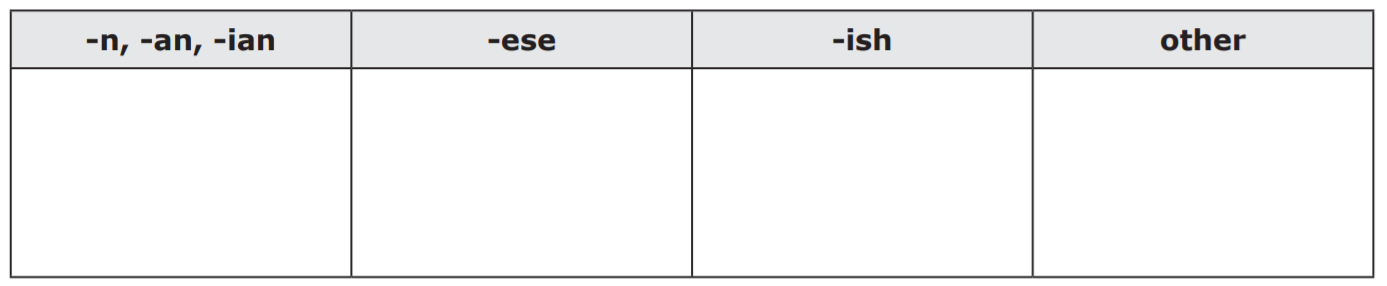 -n, -an, -ian -ese -ish other